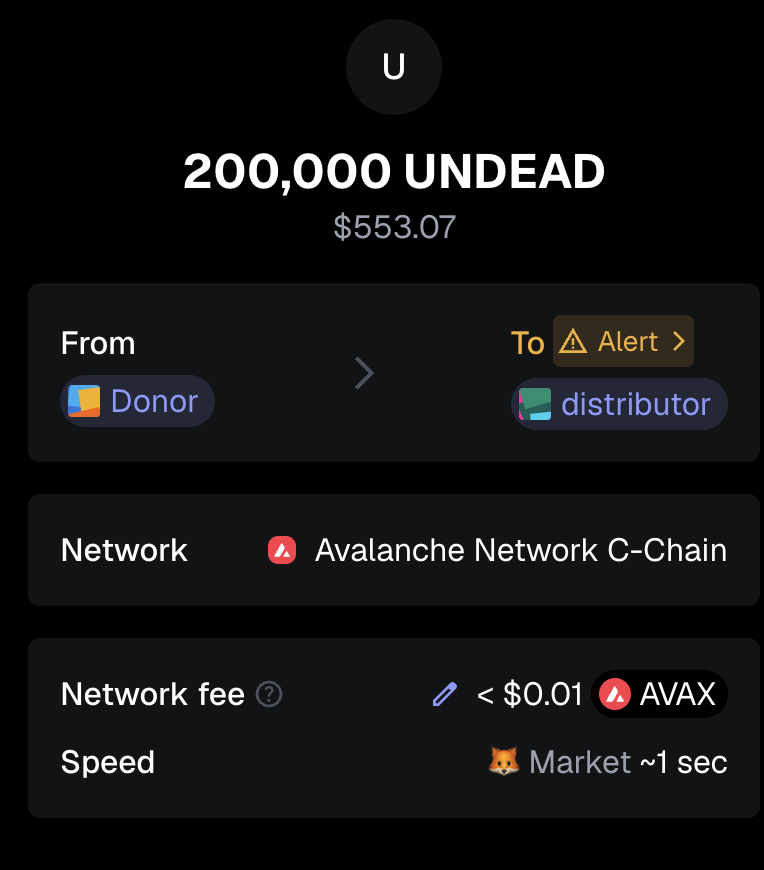 U
200,000 UNDEAD
$553.07
From
Donor
To Alert
distributor
Network Avalanche Network C-Chain
Network fee ? < $0.01 AVAX
Speed Market ~1 sec